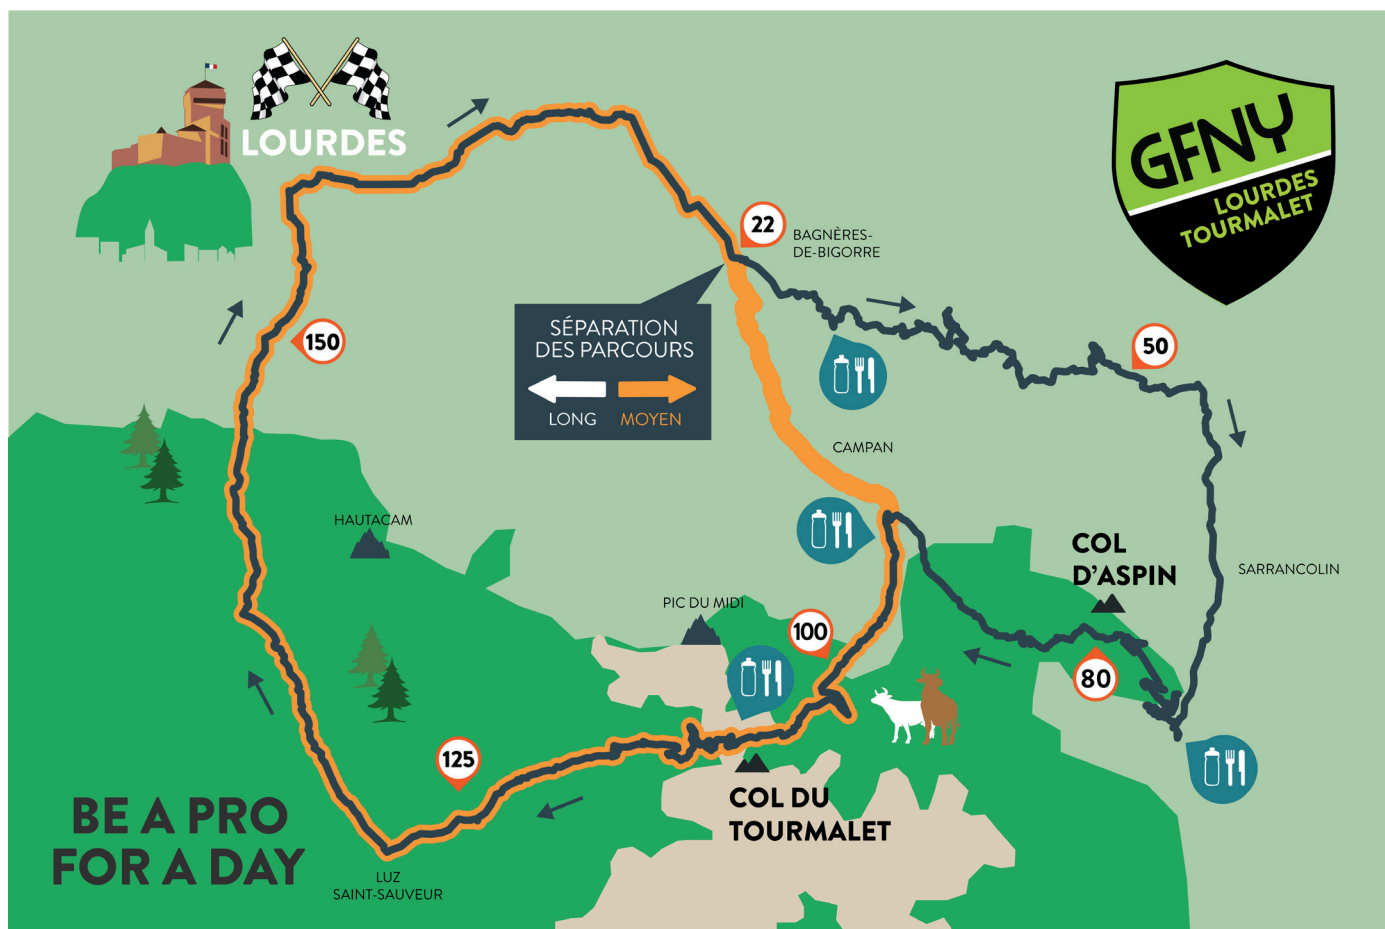 LOURDES
GFNY
LOURDES
TOURMALET
22
BAGNÈRES-
DE-BIGORRE
SÉPARATION
DES PARCOURS
LONG MOYEN
150
50
CAMPAN
HAUTACAM
COL
D'ASPIN
SARRANCOLIN
PIC DU MIDI
100
80
125
COL DU
TOURMALET
BE A PRO
FOR A DAY
LUZ
SAINT-SAUVEUR